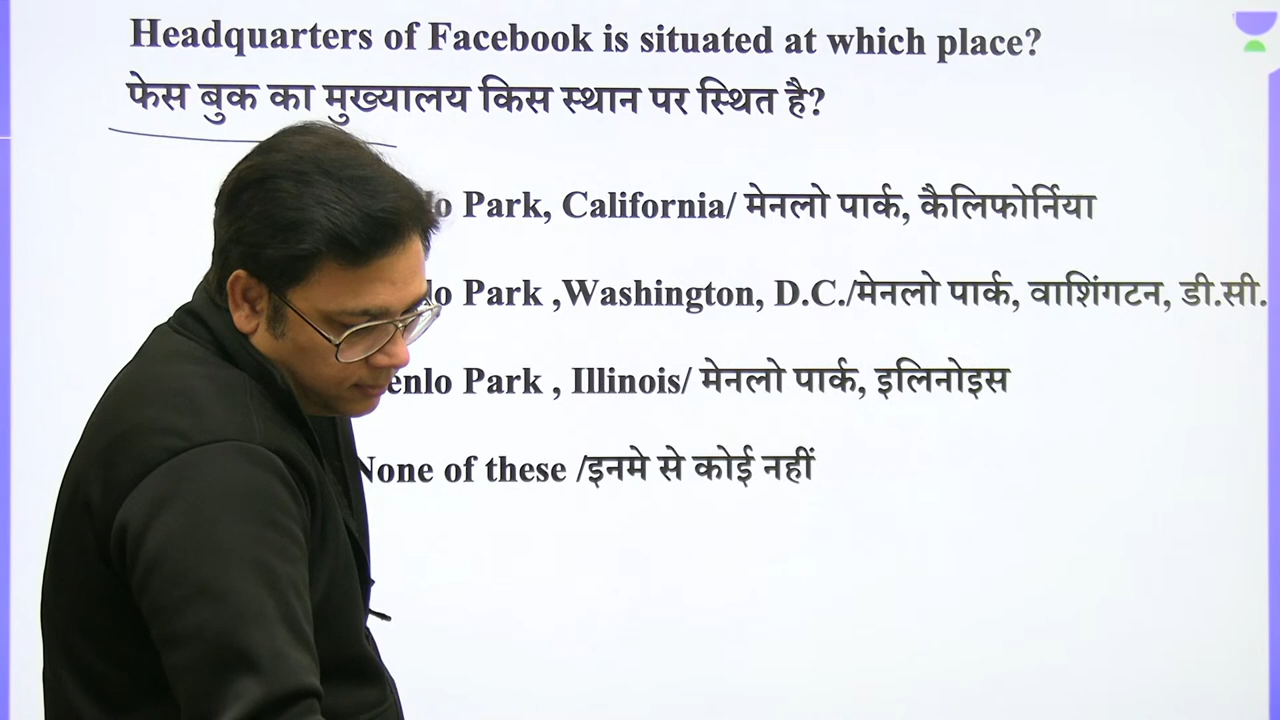 Headquarters of Facebook is situated at which place?
फेस बुक का मुख्यालय किस स्थान पर स्थित है?
Park, California/ मेनलो पार्क, कैलिफोर्निया
Park ,Washington, D.C./मेनलो पार्क, वाशिंगटन, डी.सी.
Park , Illinois/ मेनलो पार्क, इलिनोइस
None of these /इनमे से कोई नहीं